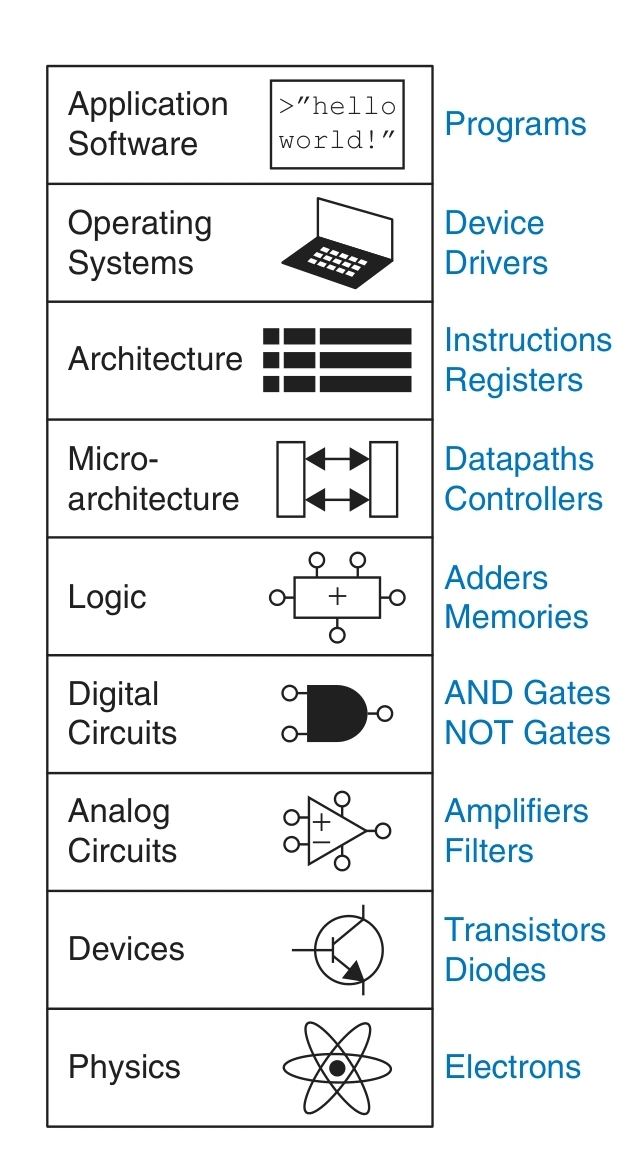 Application
Software
>”hello
world!”
Programs
Operating
Systems
Device
Drivers
Architecture
Instructions
Registers
Micro-
architecture
Datapaths
Controllers
Logic
+
Adders
Memories
Digital
Circuits
AND Gates
NOT Gates
Analog
Circuits
+
−
Amplifiers
Filters
Devices
Transistors
Diodes
Physics
Electrons